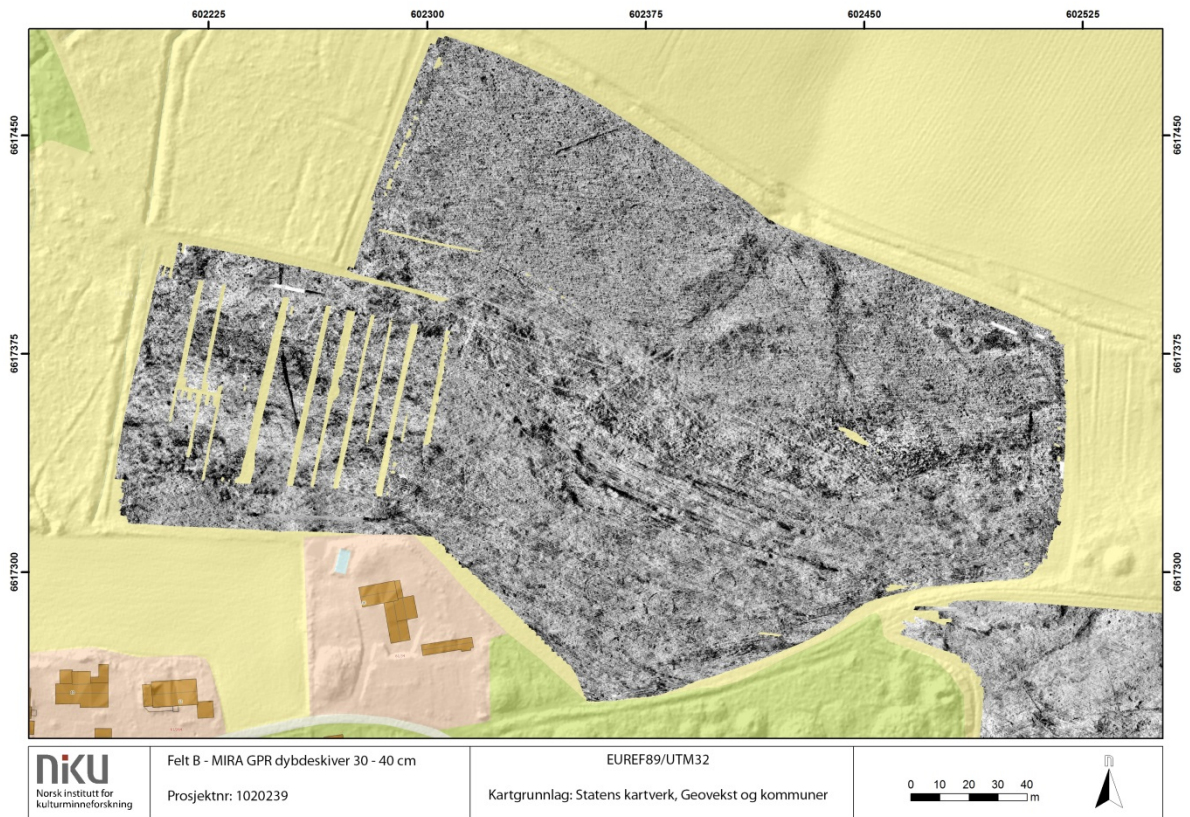 602225 602300 602375 602450 602525
6617450 6617450
6617375 6617375
6617300 6617300
niku
Norsk institutt for
kulturminneforskning
Felt B - MIRA GPR dybdeskiver 30 - 40 cm
Prosjektnr: 1020239
EUREF89/UTM32
Kartgrunnlag: Statens kartverk, Geovekst og kommuner
0 10 20 30 40
m
n